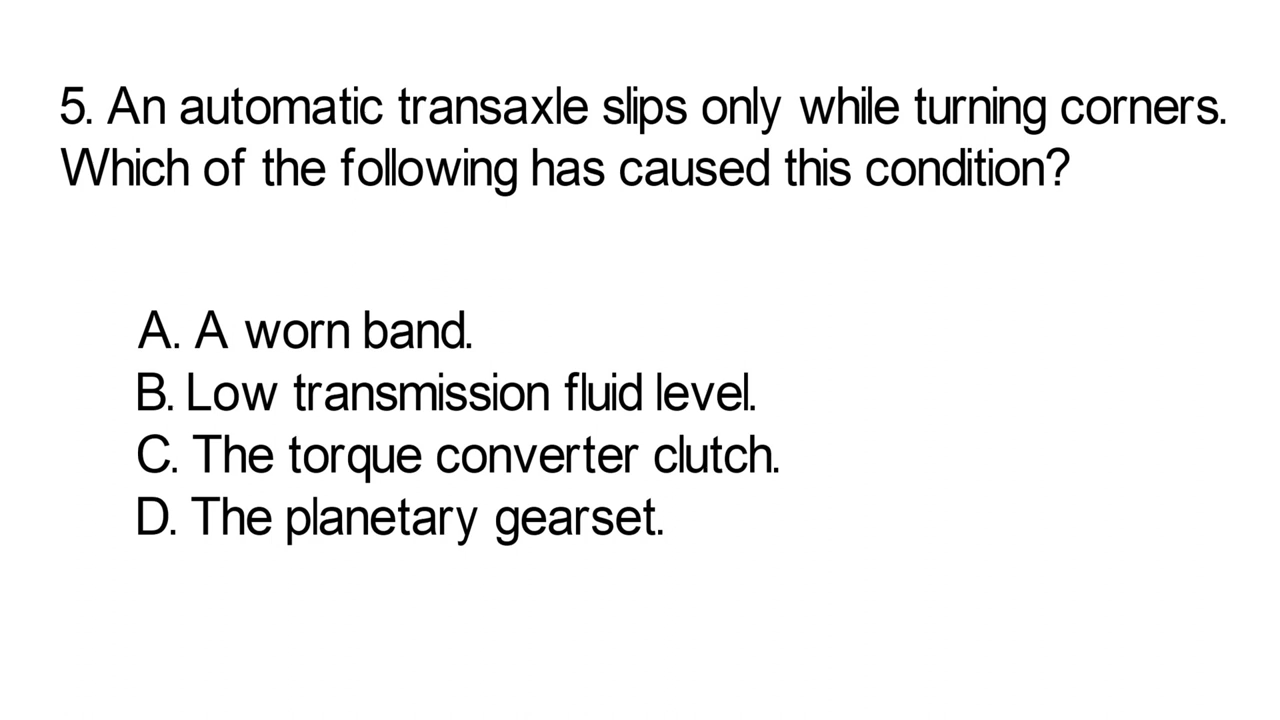 5. An automatic transaxle slips only while turning corners.
Which of the following has caused this condition?
A. A worn band.
B. Low transmission fluid level.
C. The torque converter clutch.
D. The planetary gearset.